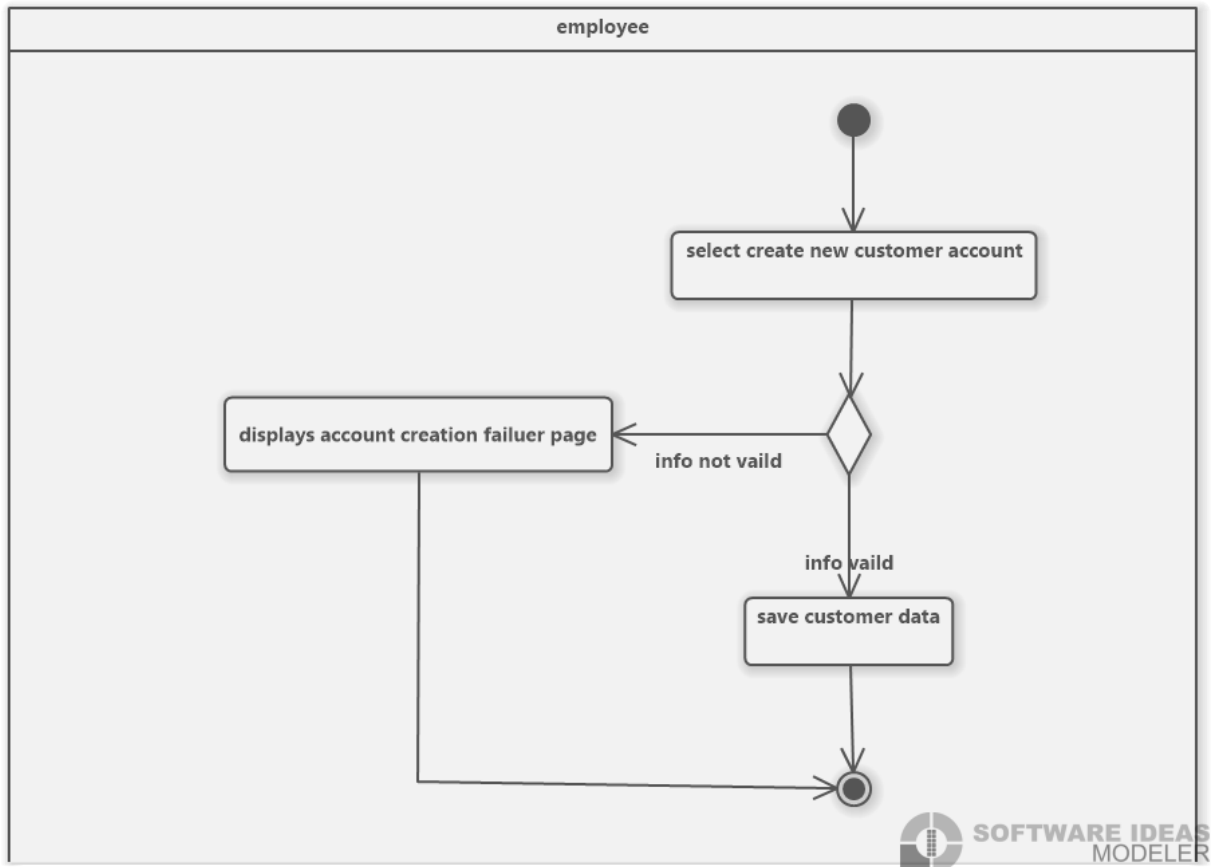 employee
select create new customer account
displays account creation failuer page
info not vaild
info vaild
save customer data
SOFTWARE IDEAS
MODELER